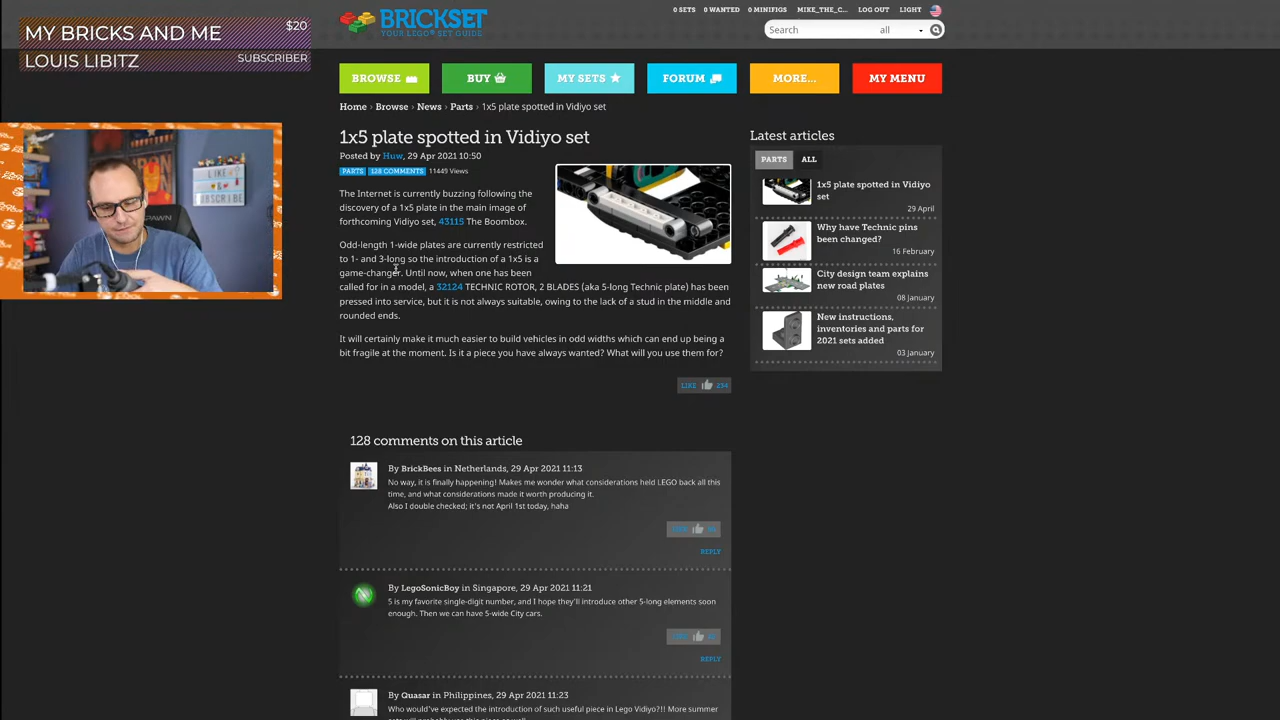 MY BRICKS AND ME
$20
LOUIS LIBITZ
SUBSCRIBER
BRICKSET
YOUR LEGO® SET GUIDE
0 SETS 0 WANTED 0 MINIFIGS MIKE_THE_C... LOG OUT LIGHT
Search all
BROWSE
BUY
MY SETS
FORUM
MORE...
MY MENU
Home › Browse › News › Parts › 1x5 plate spotted in Vidiyo set
1x5 plate spotted in Vidiyo set
Posted by Huw, 29 Apr 2021 10:50
PARTS 128 COMMENTS 11449 Views
The Internet is currently buzzing following the
discovery of a 1x5 plate in the main image of
forthcoming Vidiyo set, 43115 The Boombox.
Odd-length 1-wide plates are currently restricted
to 1- and 3-long so the introduction of a 1x5 is a
game-changer. Until now, when one has been
called for in a model, a 32124 TECHNIC ROTOR, 2 BLADES (aka 5-long Technic plate) has been
pressed into service, but it is not always suitable, owing to the lack of a stud in the middle and
rounded ends.
It will certainly make it much easier to build vehicles in odd widths which can end up being a
bit fragile at the moment. Is it a piece you have always wanted? What will you use them for?
LIKE 234
128 comments on this article
By BrickBees in Netherlands, 29 Apr 2021 11:13
No way, it is finally happening! Makes me wonder what considerations held LEGO back all this
time, and what considerations made it worth producing it.
Also I double checked; it's not April 1st today, haha
LIKE
REPLY
By LegoSonicBoy in Singapore, 29 Apr 2021 11:21
5 is my favorite single-digit number, and I hope they'll introduce other 5-long elements soon
enough. Then we can have 5-wide City cars.
LIKE
REPLY
By Quasar in Philippines, 29 Apr 2021 11:23
Who would've expected the introduction of such useful piece in Lego Vidiyo?!! More summer
Latest articles
PARTS ALL
1x5 plate spotted in Vidiyo
set
29 April
Why have Technic pins
been changed?
16 February
City design team explains
new road plates
08 January
New instructions,
inventories and parts for
2021 sets added
03 January
LIKE
SUBSCRIBE
SPAWN